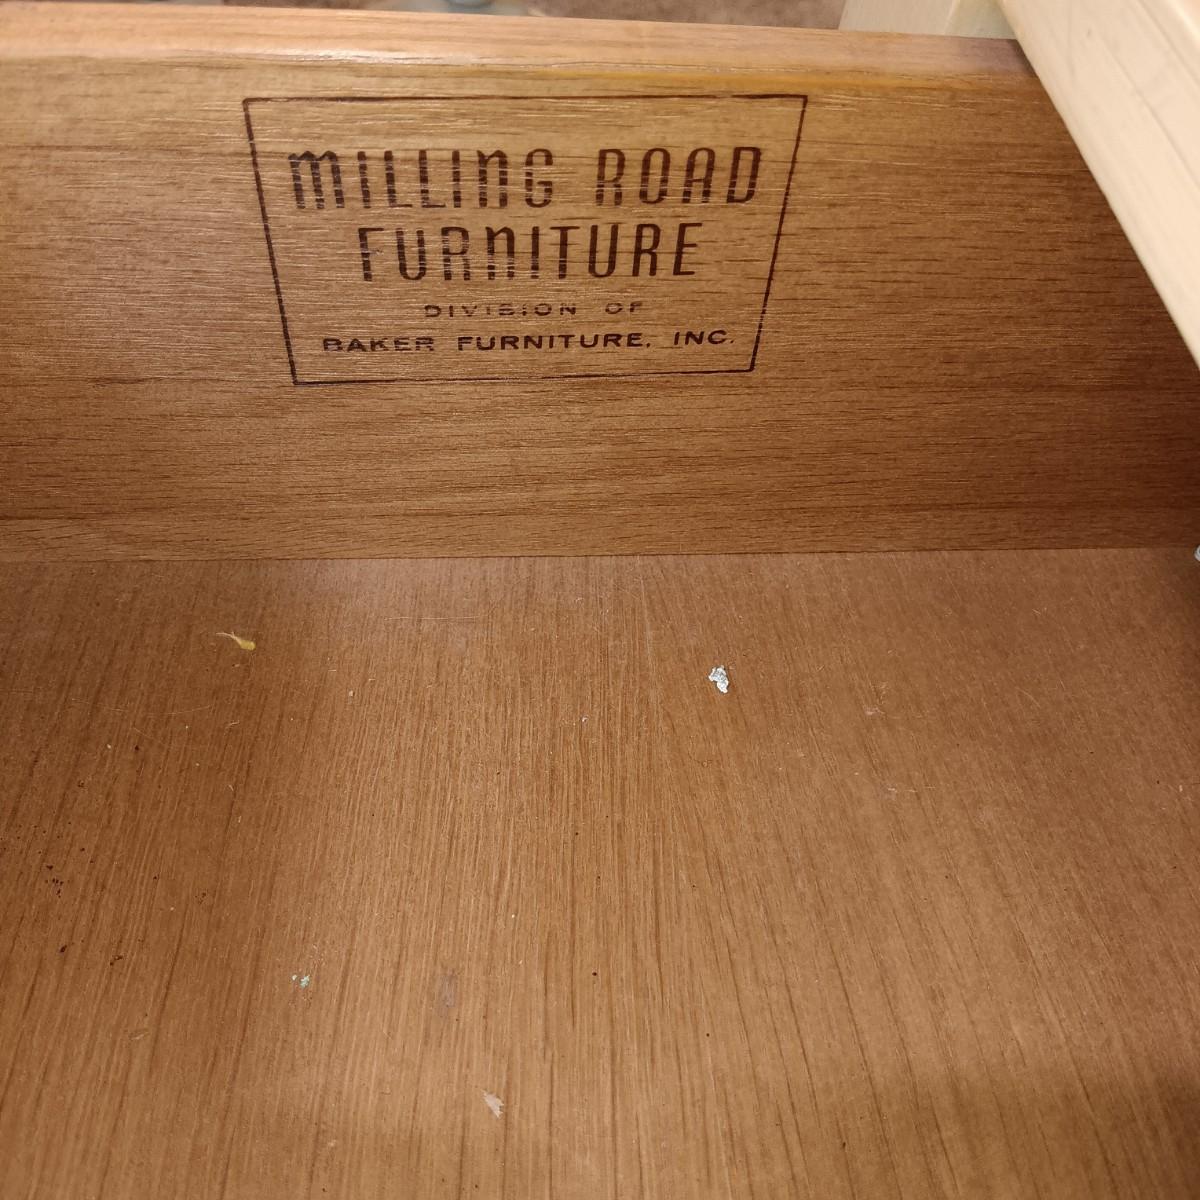 MILLING ROAD
FURNITURE
DIVISION OF
BAKER FURNITURE, INC.